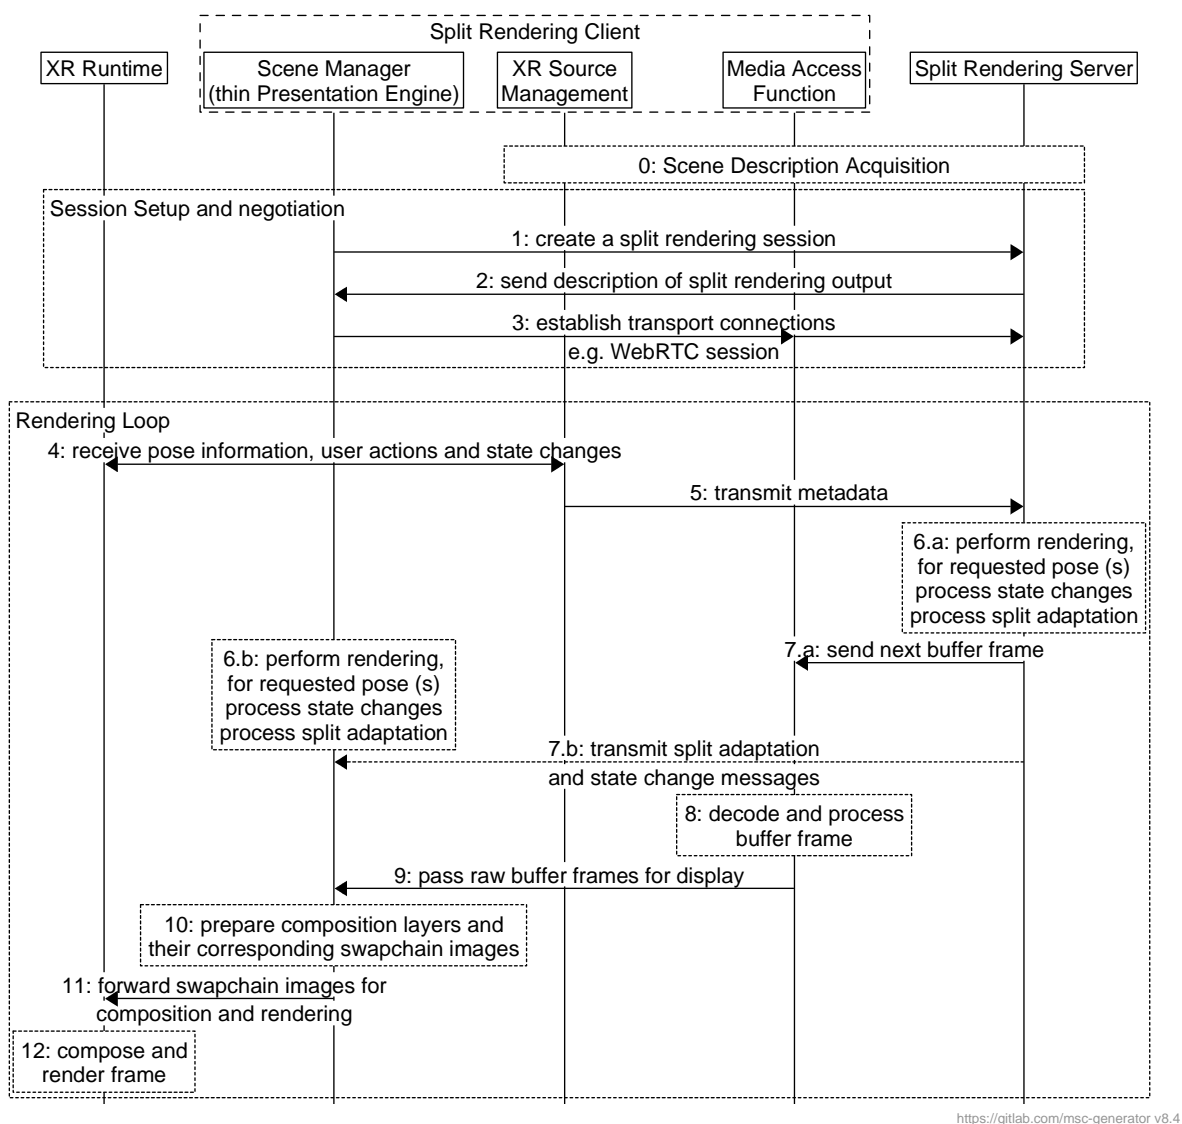 Split Rendering Client
XR Runtime
Scene Manager
(thin Presentation Engine)
XR Source
Management
Media Access
Function
Split Rendering Server
0: Scene Description Acquisition
Session Setup and negotiation
1: create a split rendering session
2: send description of split rendering output
3: establish transport connections
e.g. WebRTC session
Rendering Loop
4: receive pose information, user actions and state changes
5: transmit metadata
6.a: perform rendering,
for requested pose (s)
process state changes
process split adaptation
7.a: send next buffer frame
6.b: perform rendering,
for requested pose (s)
process state changes
process split adaptation
7.b: transmit split adaptation
and state change messages
8: decode and process
buffer frame
9: pass raw buffer frames for display
10: prepare composition layers and
their corresponding swapchain images
11: forward swapchain images for
composition and rendering
12: compose and
render frame
https://gitlab.com/msc-generator v8.4